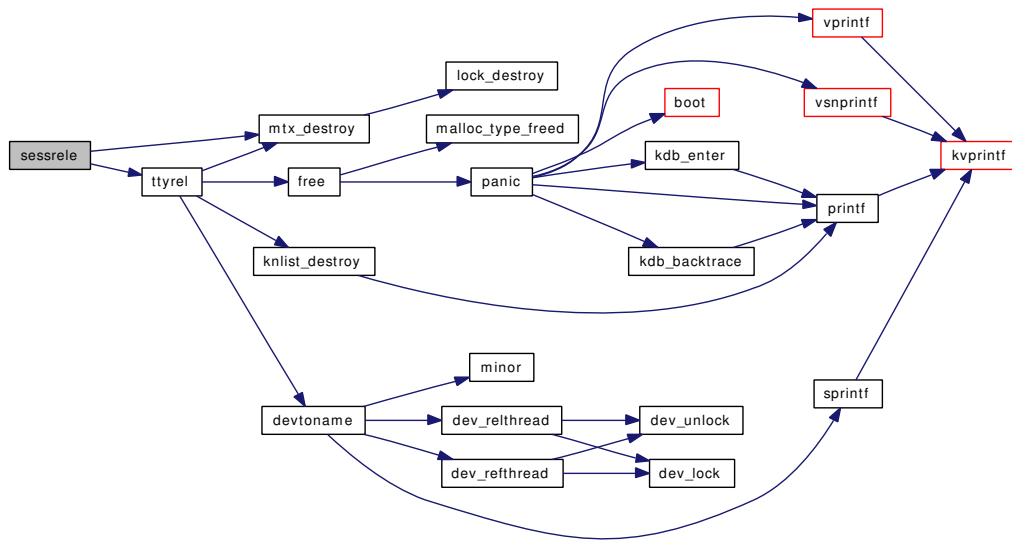 vprintf
lock_destroy
vsnprintf
boot
mtx_destroy
malloc_type_freed
sessrele
kdb_enter
kvprintf
ttyrel
free
panic
printf
knlist_destroy
kdb_backtrace
minor
sprintf
devtoname
dev_relthread
dev_unlock
dev_refthread
dev_lock